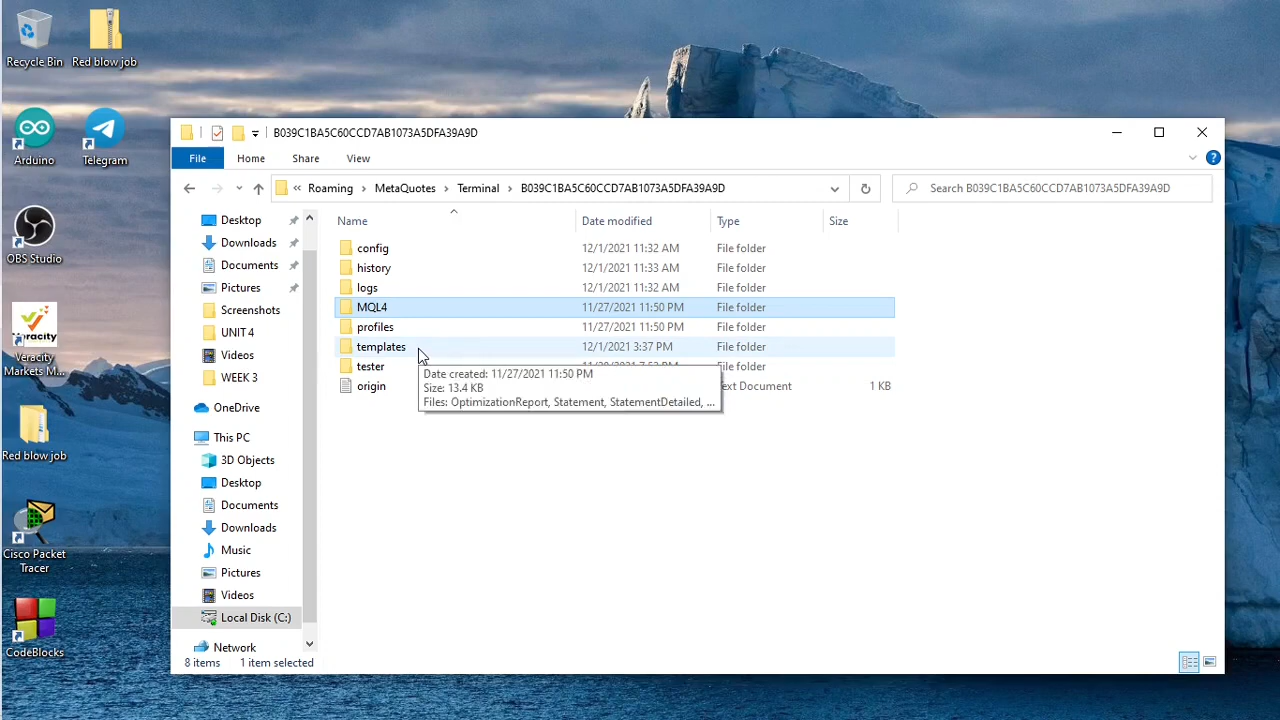 Recycle Bin
Red blow job
Arduino
Telegram
OBS Studio
Veracity
Veracity
Markets M...
Red blow job
Cisco Packet
Tracer
CodeBlocks
B039C1BA5C60CCD7AB1073A5DFA39A9D
File Home Share View
« Roaming > MetaQuotes > Terminal > B039C1BA5C60CCD7AB1073A5DFA39A9D
Search B039C1BA5C60CCD7AB1073A5DFA39A9D
Desktop
Downloads
Documents
Pictures
Screenshots
UNIT 4
Videos
WEEK 3
OneDrive
This PC
3D Objects
Desktop
Documents
Downloads
Music
Pictures
Videos
Local Disk (C:)
Network
Name Date modified Type Size
config 12/1/2021 11:32 AM File folder
history 12/1/2021 11:33 AM File folder
logs 12/1/2021 11:32 AM File folder
MQL4 11/27/2021 11:50 PM File folder
profiles 11/27/2021 11:50 PM File folder
templates 12/1/2021 3:37 PM File folder
tester File folder
origin ext Document 1 KB
Date created: 11/27/2021 11:50 PM
Size: 13.4 KB
Files: OptimizationReport, Statement, StatementDetailed, ...
8 items 1 item selected